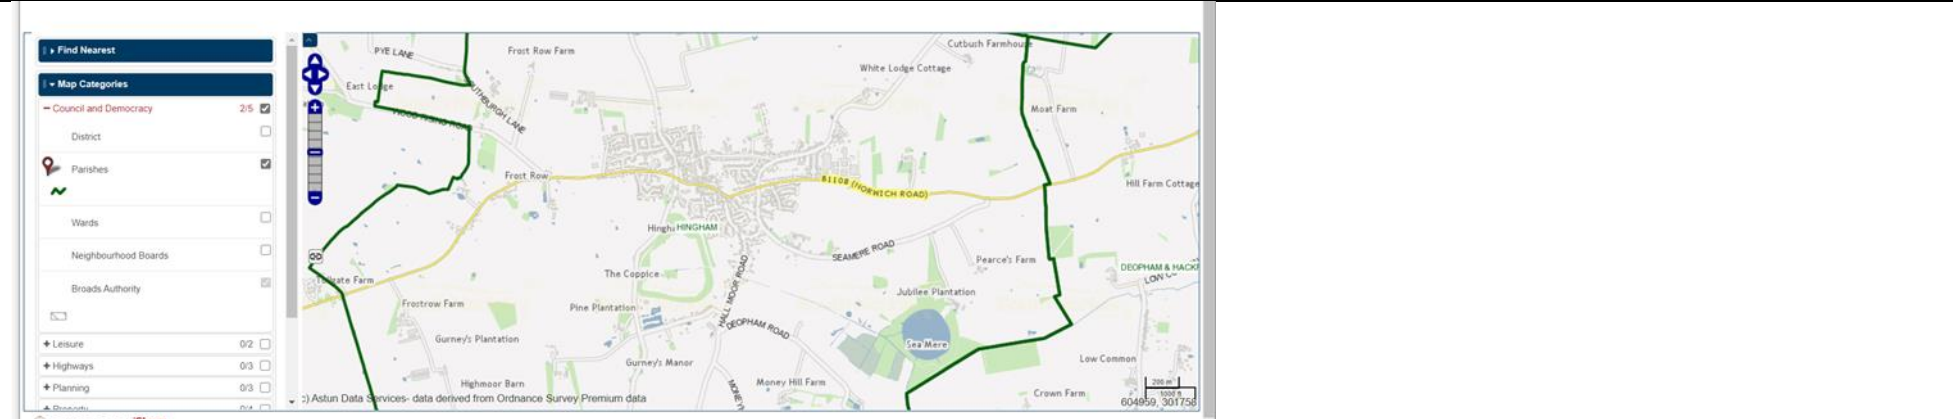 Find Nearest
Map Categories
Council and Democracy 2/5
District
Parishes
Wards
Neighbourhood Boards
Broads Authority
Leisure 0/2
Highways 0/3
Planning 0/3
PYE LANE
Frost Row Farm
Cutbush Farmhouse
White Lodge Cottage
East Lodge
Moat Farm
Frost Row
B1108 (NORWICH ROAD)
Hill Farm Cottage
HINGHAM
SEAMERE ROAD
Pearce's Farm
DEOPHAM & HACK
The Coppice
HALL MOOR ROAD
Jubilee Plantation
Frostrow Farm
Pine Plantation
DEOPHAM ROAD
Gurney's Plantation
Sea Mere
Gurney's Manor
Low Common
Highmoor Barn
Money Hill Farm
Crown Farm
200 m
1000 ft
c) Astun Data Services- data derived from Ordnance Survey Premium data
604959, 301758